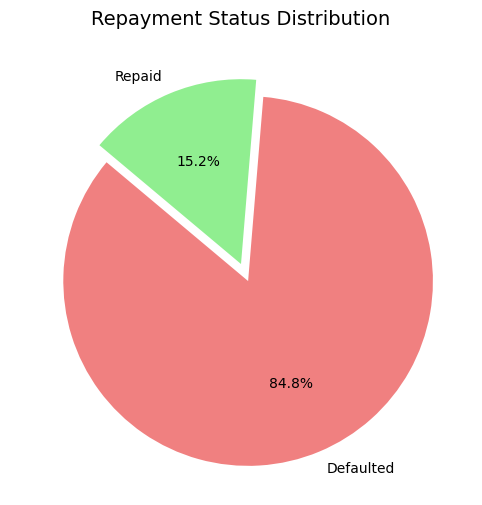 Repayment Status Distribution
Repaid
15.2%
84.8%
Defaulted